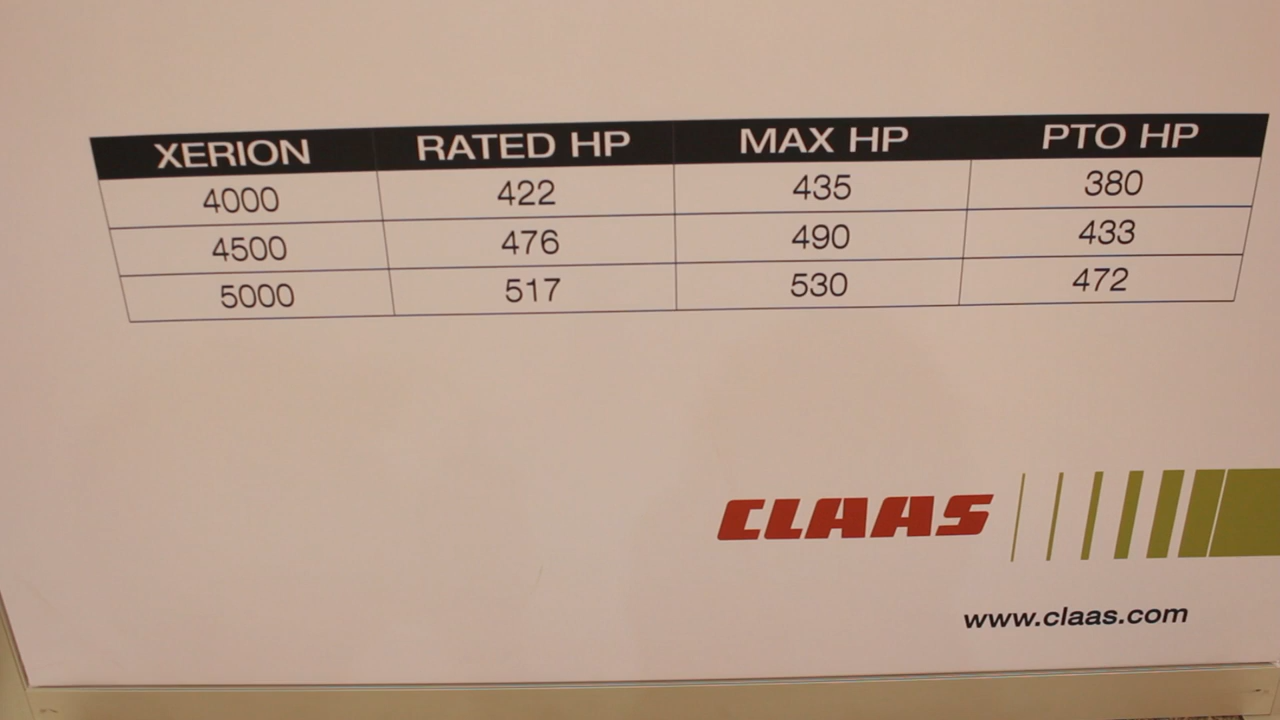 XERION RATED HP MAX HP PTO HP
4000 422 435 380
4500 476 490 433
5000 517 530 472
CLAAS
www.claas.com